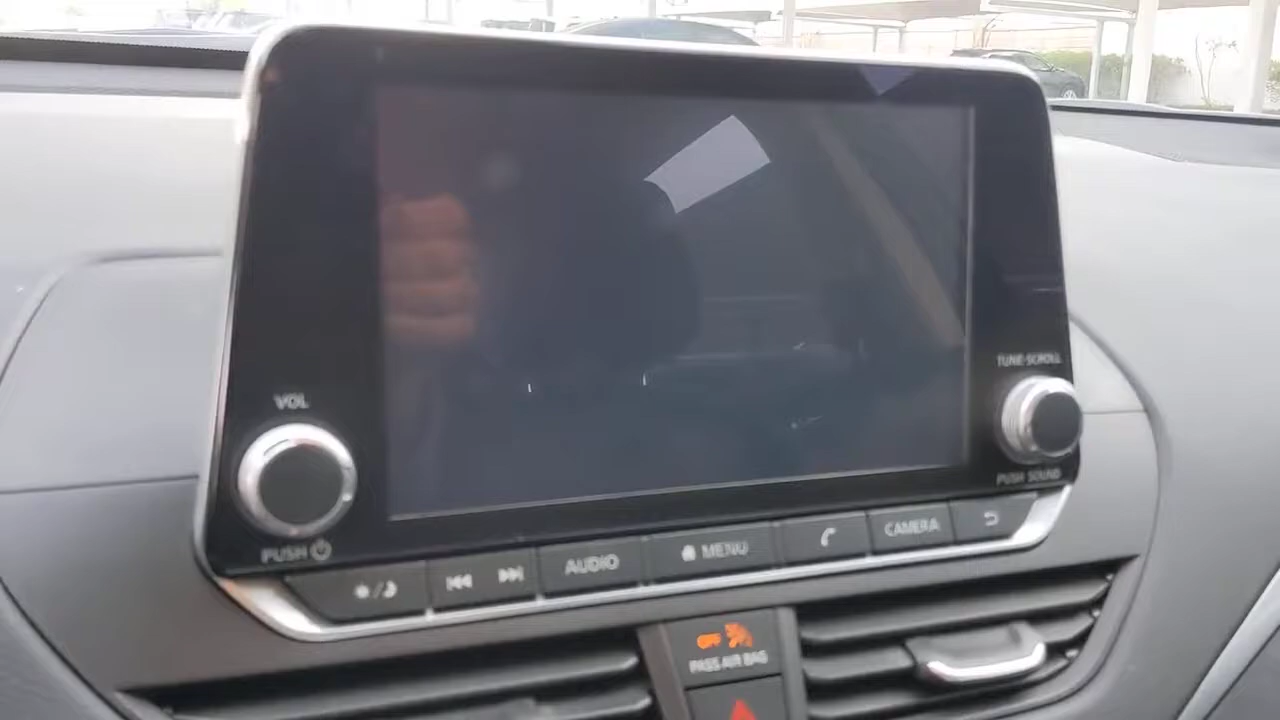 VOL
TUNE·SCROLL
PUSH
PUSH SOUND
AUDIO
MENU
CAMERA
PASS AIR BAG